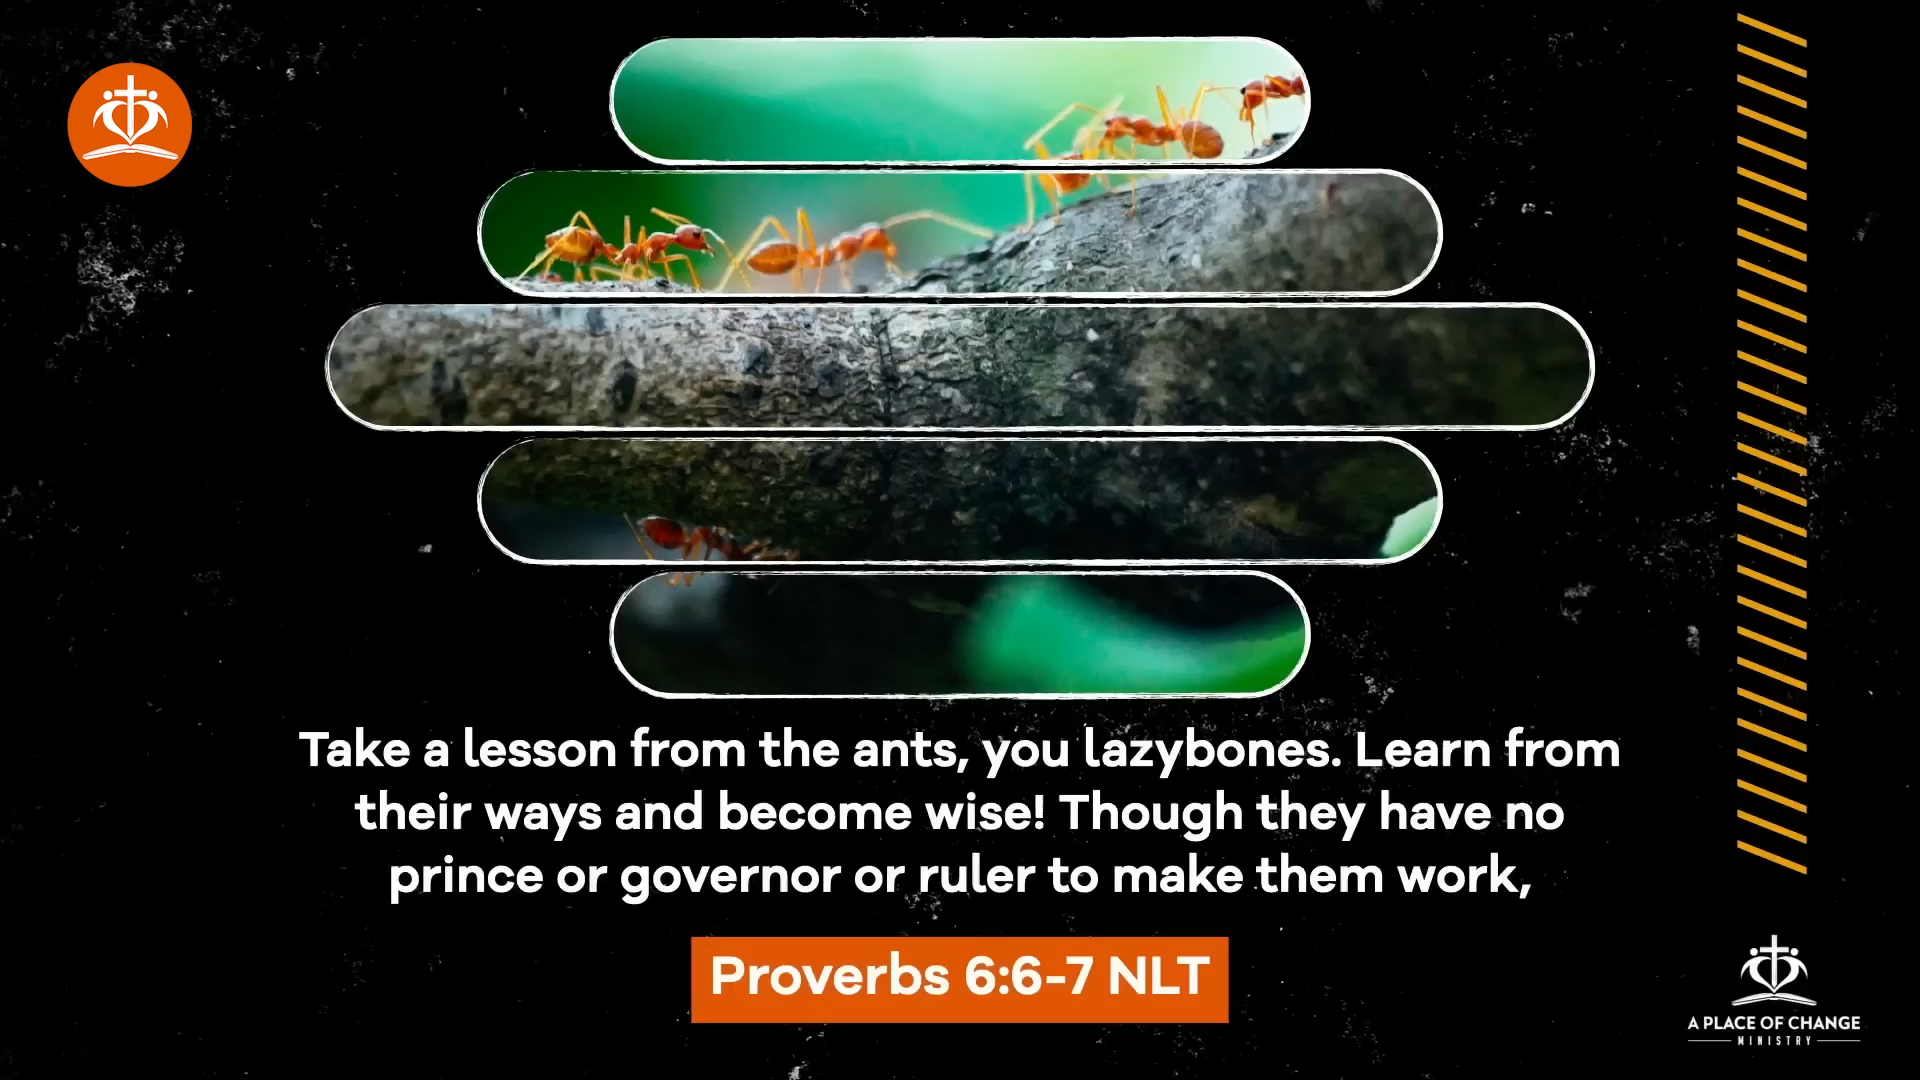 Take a lesson from the ants, you lazybones. Learn from
their ways and become wise! Though they have no
prince or governor or ruler to make them work,
Proverbs 6:6-7 NLT
A PLACE OF CHANGE
MINISTRY